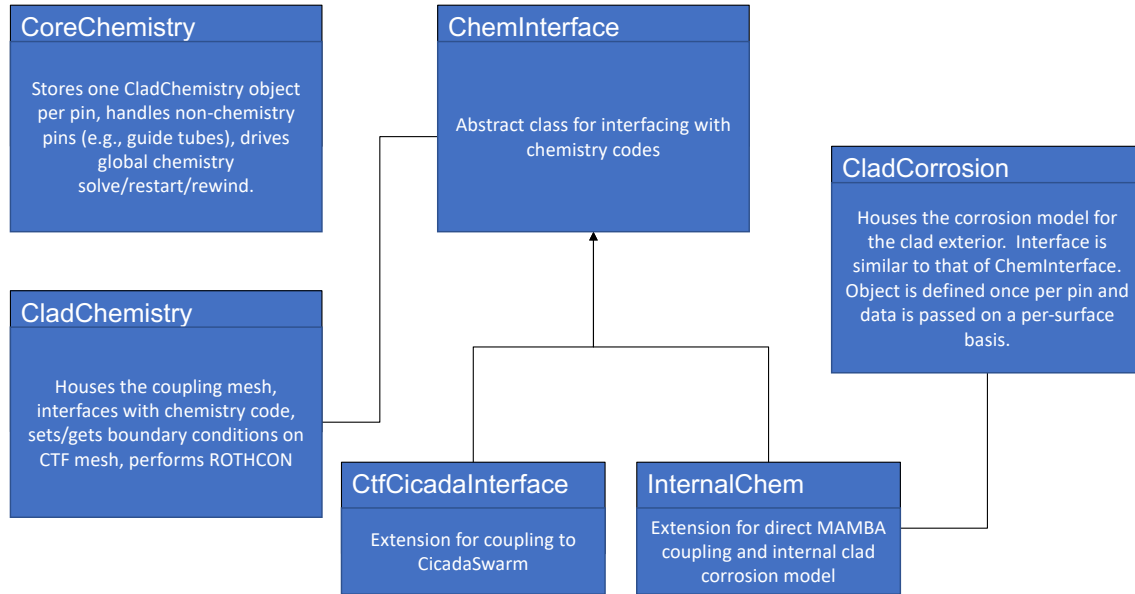 CoreChemistry
Stores one CladChemistry object
per pin, handles non-chemistry
pins (e.g., guide tubes), drives
global chemistry
solve/restart/rewind.
ChemInterface
Abstract class for interfacing with
chemistry codes
CladCorrosion
Houses the corrosion model for
the clad exterior. Interface is
similar to that of ChemInterface.
Object is defined once per pin and
data is passed on a per-surface
basis.
CladChemistry
Houses the coupling mesh,
interfaces with chemistry code,
sets/gets boundary conditions on
CTF mesh, performs ROTHCON
CtfCicadaInterface
Extension for coupling to
CicadaSwarm
InternalChem
Extension for direct MAMBA
coupling and internal clad
corrosion model